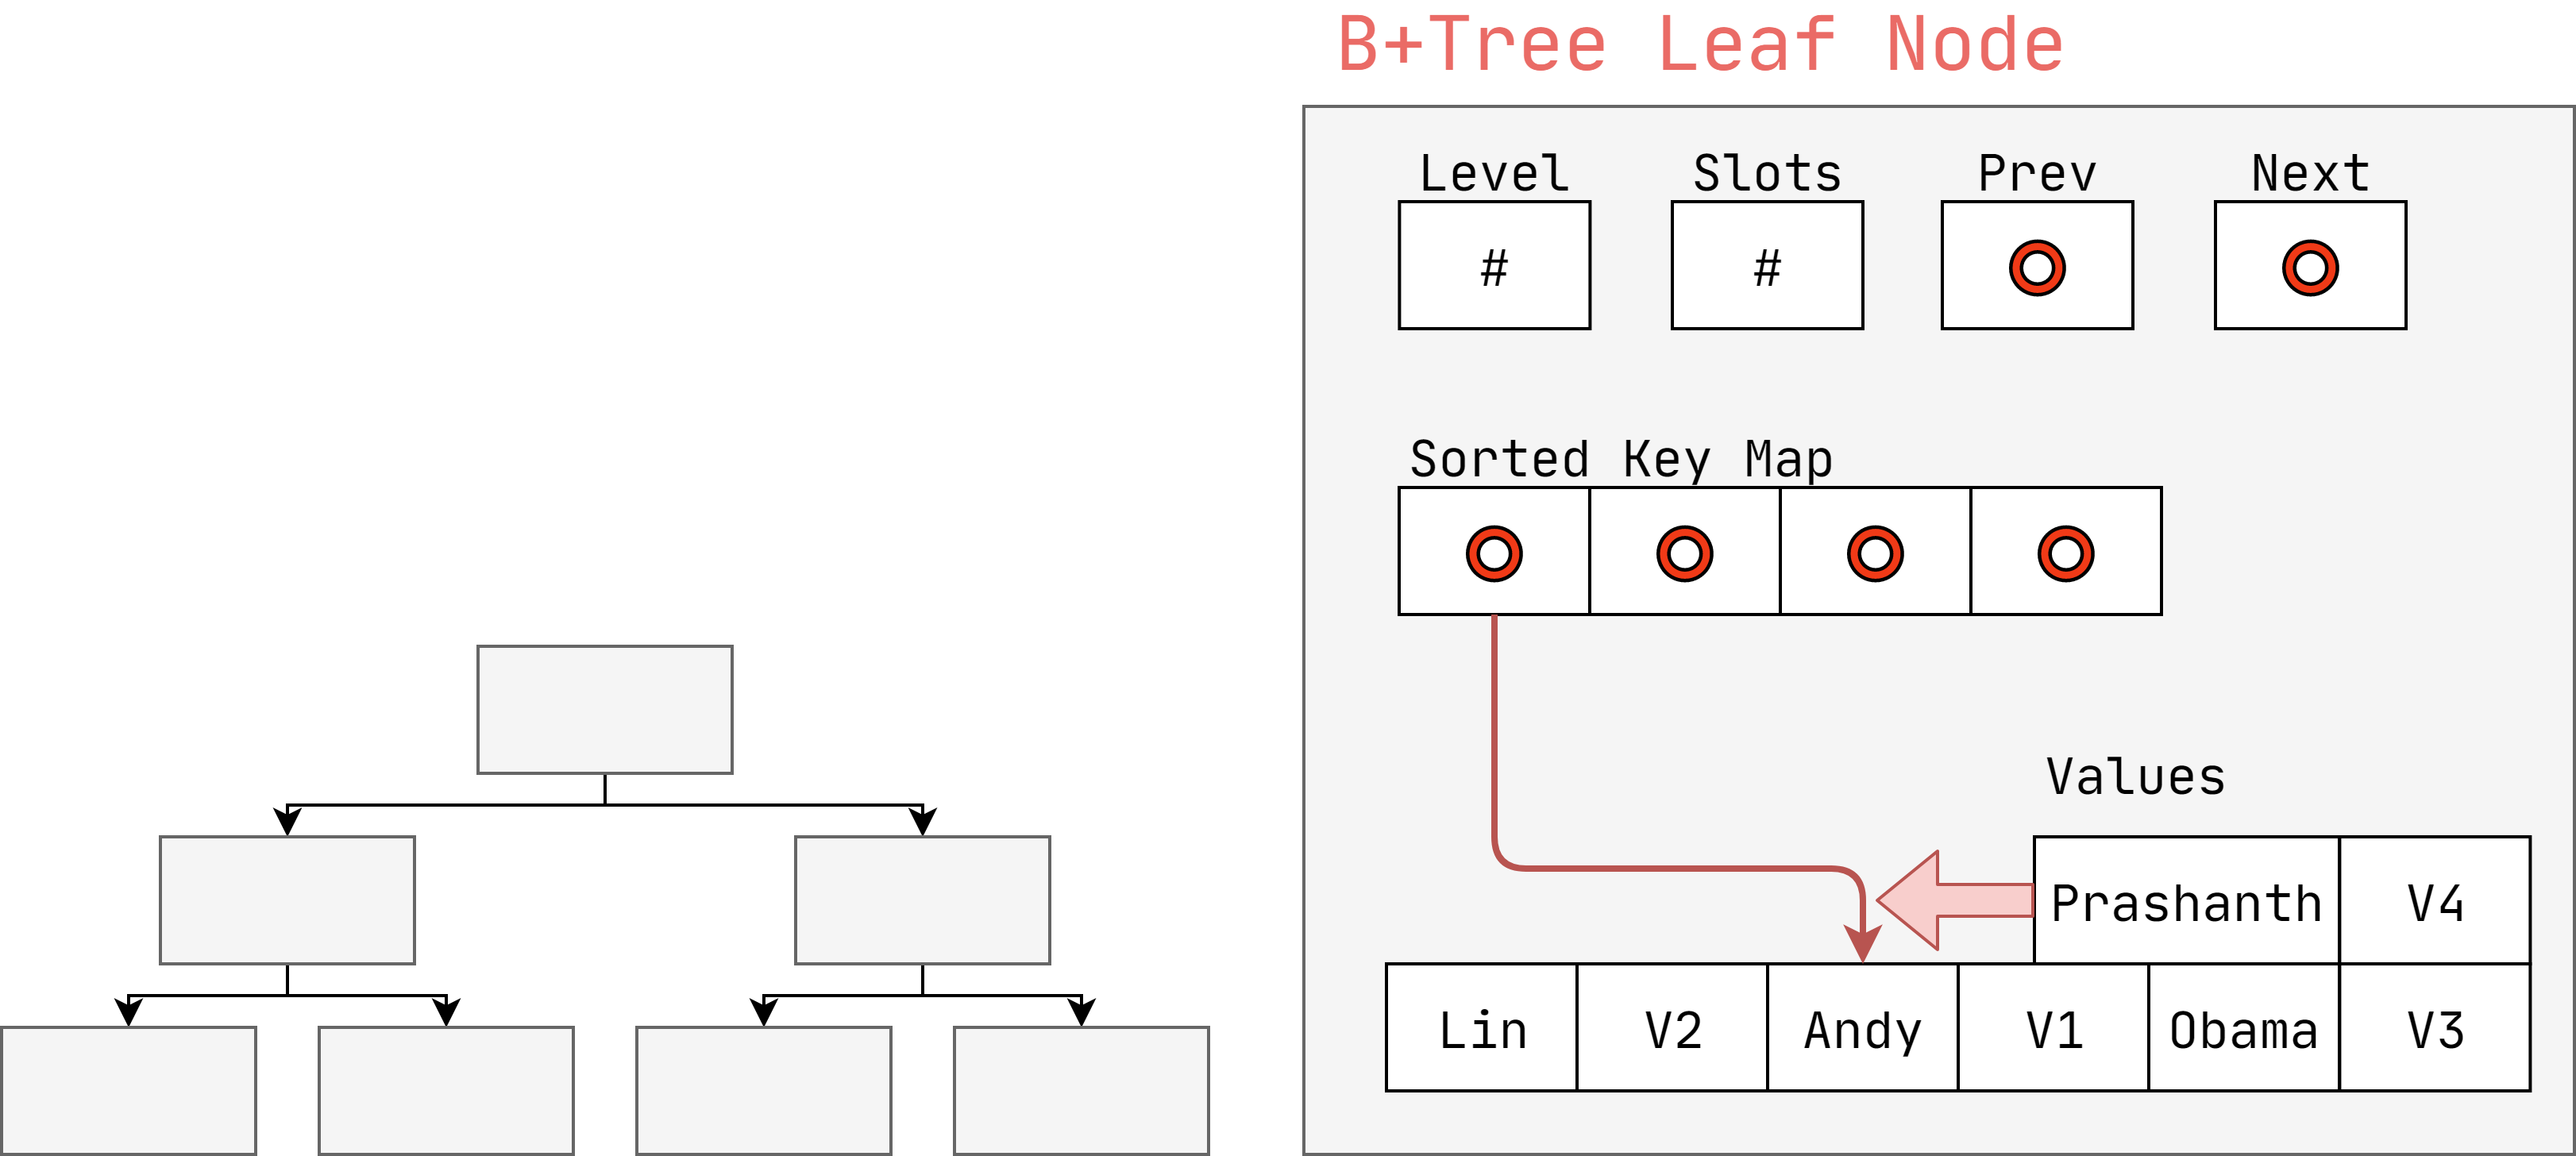 B+Tree Leaf Node
Level Slots Prev Next
# #
Sorted Key Map
Values
Prashanth V4
Lin V2 Andy V1 Obama V3